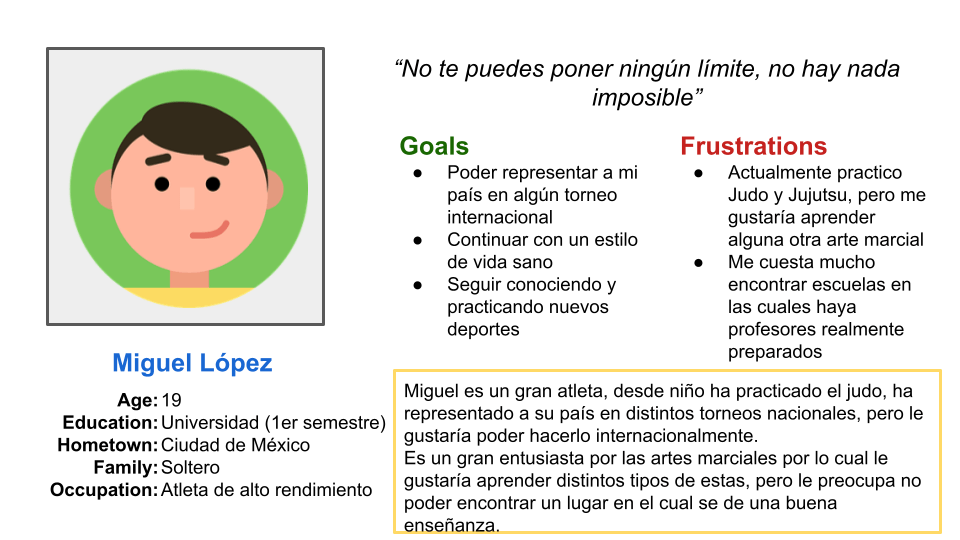 “No te puedes poner ningún límite, no hay nada
imposible”
Goals
● Poder representar a mi
país en algún torneo
internacional
● Continuar con un estilo
de vida sano
● Seguir conociendo y
practicando nuevos
deportes
Frustrations
● Actualmente practico
Judo y Jujutsu, pero me
gustaría aprender
alguna otra arte marcial
● Me cuesta mucho
encontrar escuelas en
las cuales haya
profesores realmente
preparados
Miguel López
Age: 19
Education: Universidad (1er semestre)
Hometown: Ciudad de México
Family: Soltero
Occupation: Atleta de alto rendimiento
Miguel es un gran atleta, desde niño ha practicado el judo, ha
representado a su país en distintos torneos nacionales, pero le
gustaría poder hacerlo internacionalmente.
Es un gran entusiasta por las artes marciales por lo cual le
gustaría aprender distintos tipos de estas, pero le preocupa no
poder encontrar un lugar en el cual se de una buena
enseñanza.